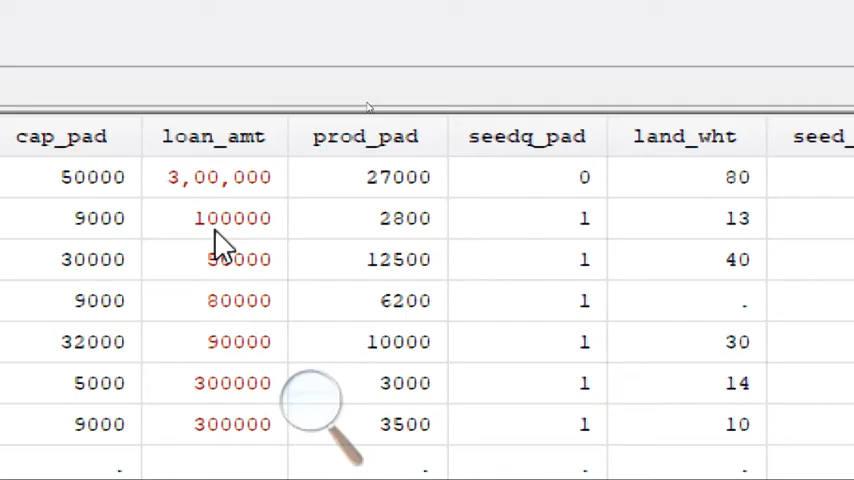 cap_pad loan_amt prod_pad seedq_pad land_wht seed_
50000 3,00,000 27000 0 80
9000 100000 2800 1 13
30000 50000 12500 1 40
9000 80000 6200 1 .
32000 90000 10000 1 30
5000 300000 3000 1 14
9000 300000 3500 1 10
. . . .